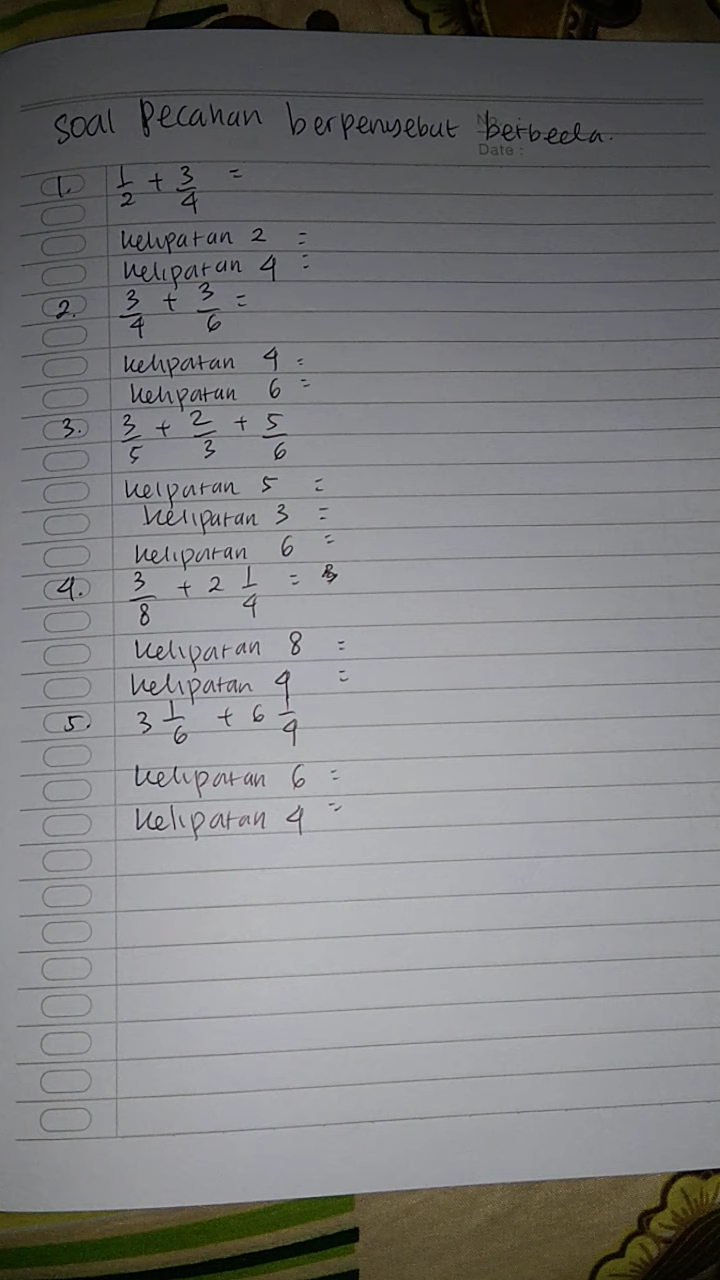 soal pecahan berpenyebut berbeda.
No :
Date :
1. 1/2 + 3/4 =
kelipatan 2 =
kelipatan 4 =
2. 3/4 + 3/6 =
kelipatan 4 =
kelipatan 6 =
3. 3/5 + 2/3 + 5/6
kelpatan 5 =
kelipatan 3 =
kelipatan 6 =
4. 3/8 + 2 1/4 =
kelipatan 8 =
kelipatan 4 =
5. 3 1/6 + 6 1/4
kelipatan 6 =
kelipatan 4 =